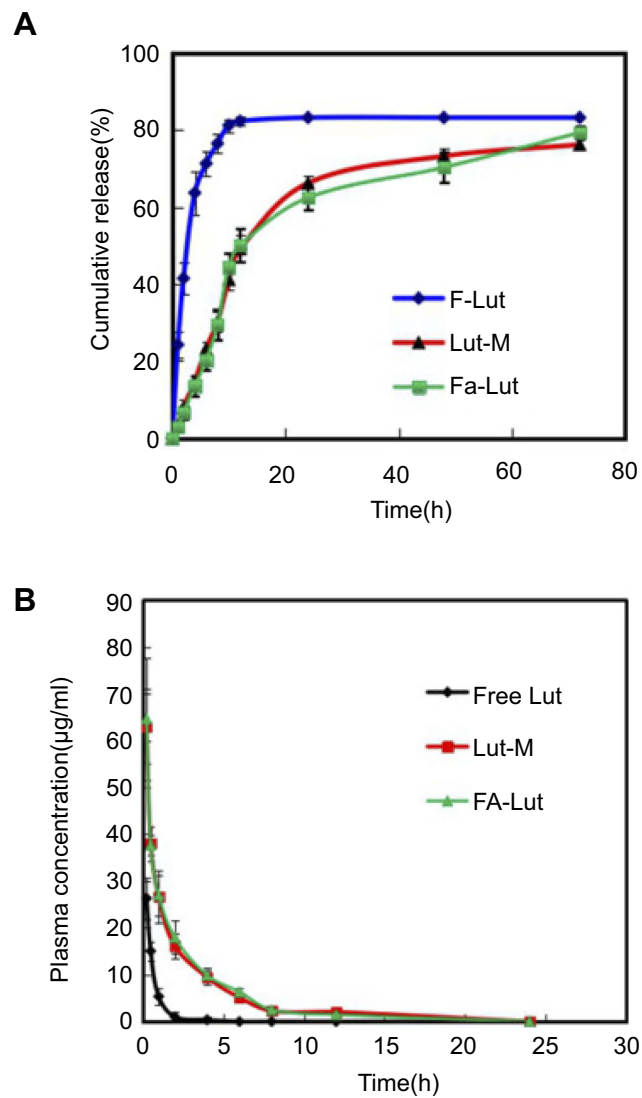 A
100
80
60
40
20
0
Cumulative release(%)
F-Lut
Lut-M
Fa-Lut
0 20 40 60 80
Time(h)
B
90
80
70
60
50
40
30
20
10
0
Plasma concentration(µg/ml)
Free Lut
Lut-M
FA-Lut
0 5 10 15 20 25 30
Time(h)